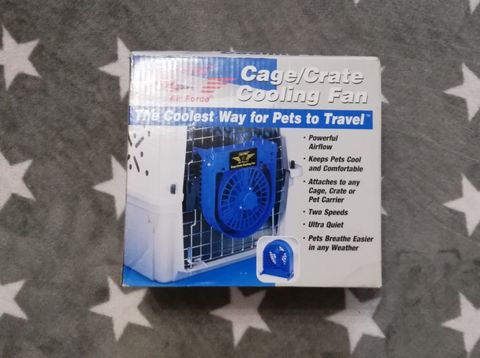 Air Force
Cage/Crate
Cooling Fan
The Coolest Way for Pets to Travel™
• Powerful
Airflow
• Keeps Pets Cool
and Comfortable
• Attaches to any
Cage, Crate or
Pet Carrier
• Two Speeds
• Ultra Quiet
• Pets Breathe Easier
in any Weather